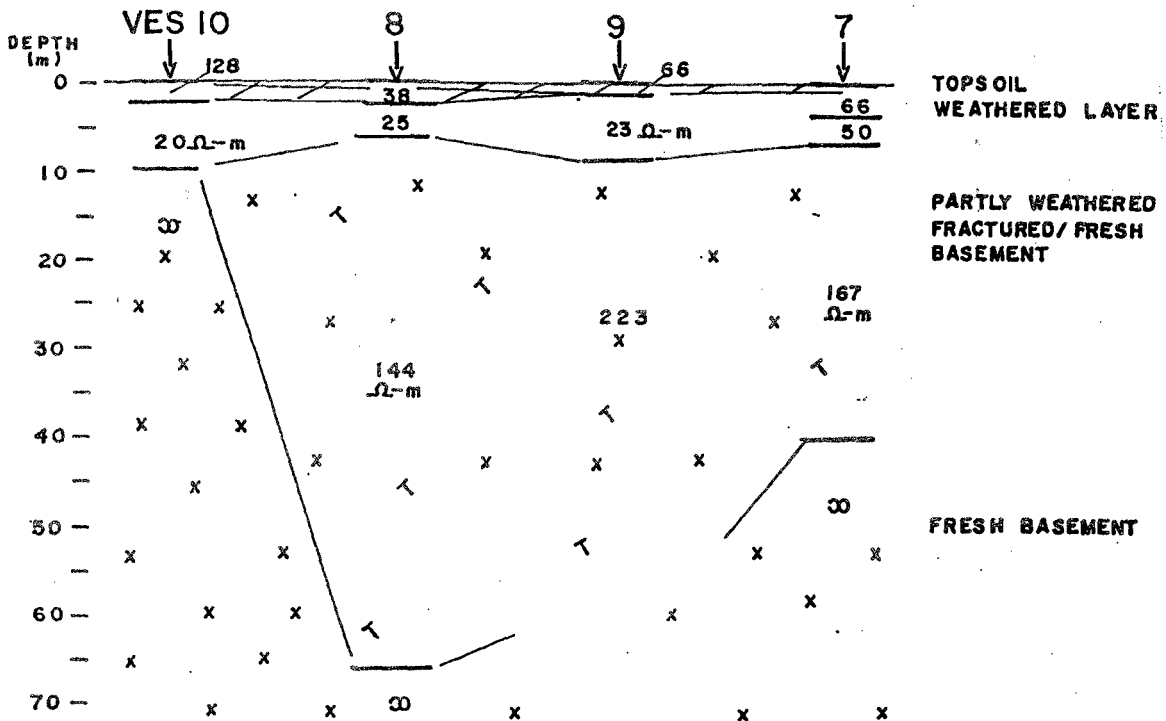 VES 10 8 9 7
DEPTH
(m)
128
66
0
TOPSOIL
38
66
WEATHERED LAYER
25
23 Ω-m
50
20 Ω-m
10
PARTLY WEATHERED
∞
FRACTURED/FRESH
20
BASEMENT
167
Ω-m
223
30
144
Ω-m
40
50
∞
FRESH BASEMENT
60
70
∞